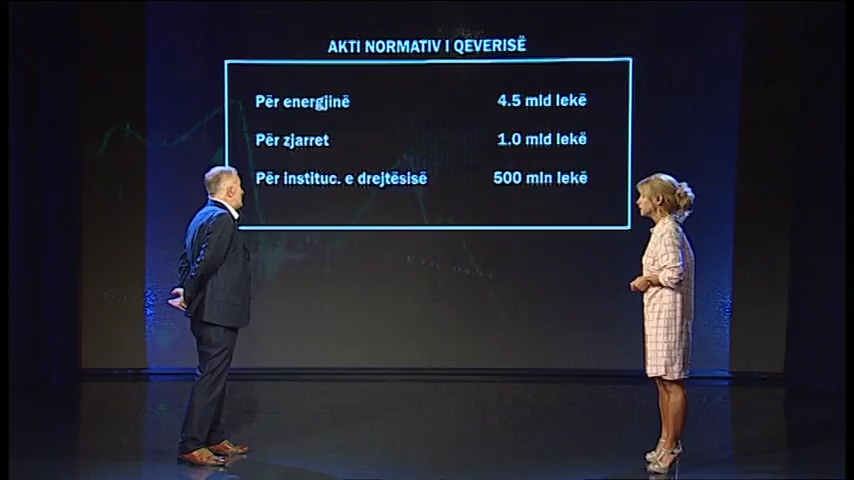 AKTI NORMATIV I QEVERISË
Për energjinë 4.5 mld lekë
Për zjarret 1.0 mld lekë
Për instituc. e drejtësisë 500 mln lekë